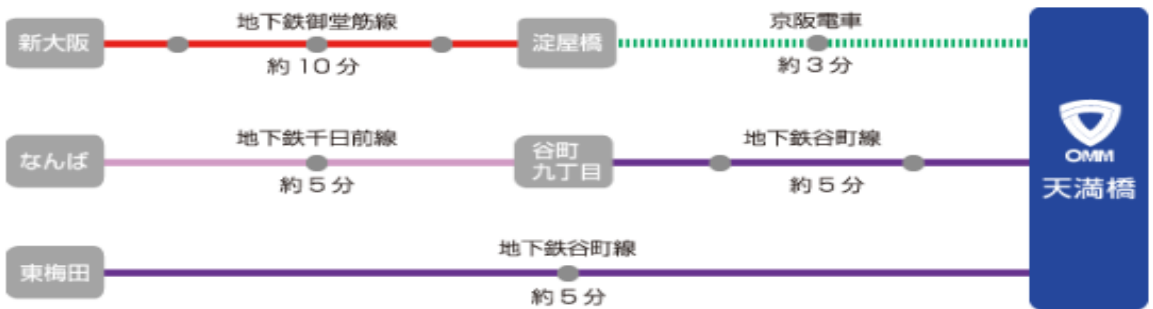 地下鉄御堂筋線
京阪電車
新大阪
淀屋橋
約10分
約3分
地下鉄千日前線
地下鉄谷町線
なんば
谷町
九丁目
約5分
約5分
OMM
天満橋
地下鉄谷町線
東梅田
約5分